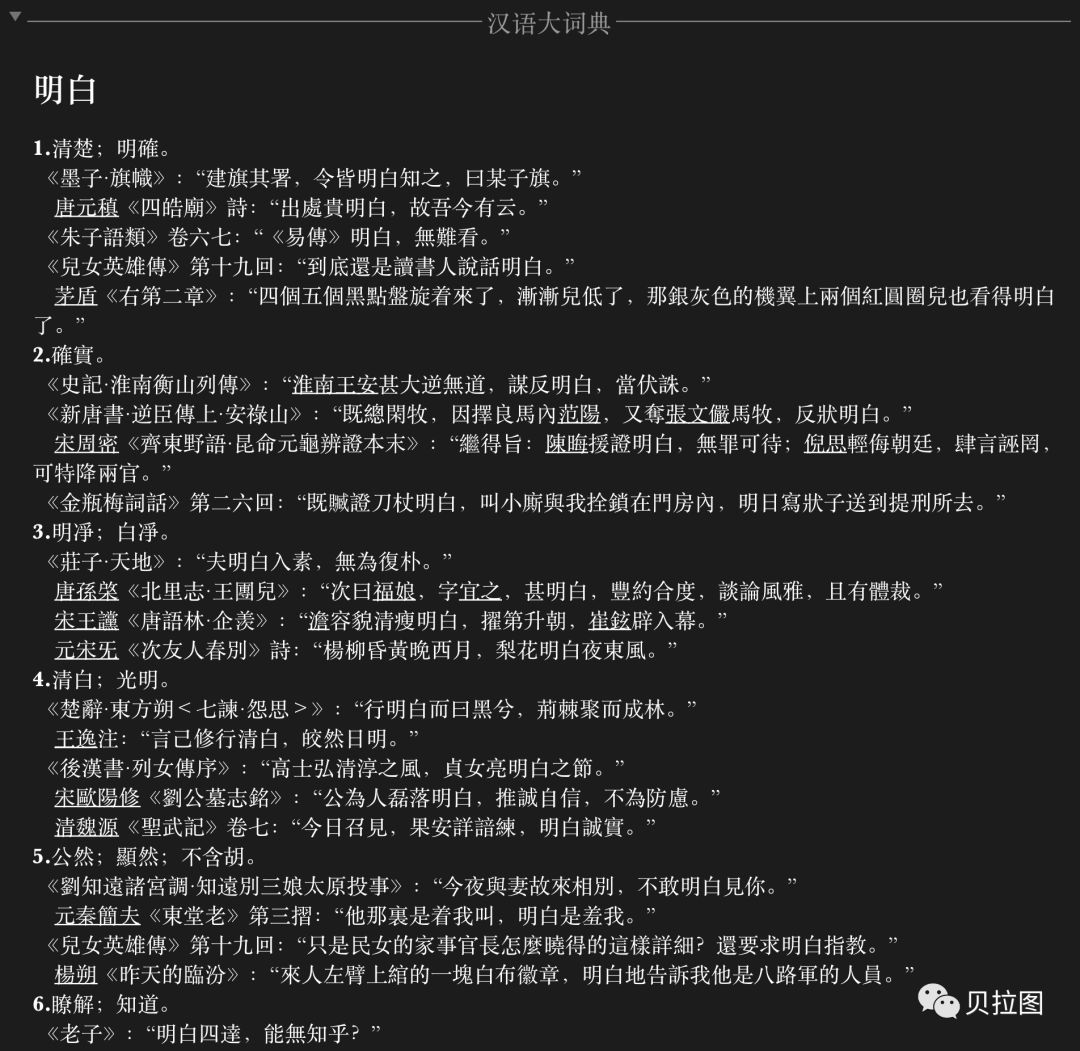 汉语大词典
明白
1.清楚；明確。
《墨子·旗幟》：“建旗其署，令皆明白知之，曰某子旗。”
唐元稹《四皓廟》詩：“出處貴明白，故吾今有云。”
《朱子語類》卷六七：“《易傳》明白，無難看。”
《兒女英雄傳》第十九回：“到底還是讀書人說話明白。”
茅盾《右第二章》：“四個五個黑點盤旋着來了，漸漸兒低了，那銀灰色的機翼上兩個紅圓圈兒也看得明白
了。”
2.確實。
《史記·淮南衡山列傳》：“淮南王安甚大逆無道，謀反明白，當伏誅。”
《新唐書·逆臣傳上·安祿山》：“既總閑牧，因擇良馬內范陽，又奪張文儼馬牧，反狀明白。”
宋周密《齊東野語·昆命元龜辨證本末》：“繼得旨：陳晦援證明白，無罪可待；倪思輕侮朝廷，肆言誣罔，
可特降兩官。”
《金瓶梅詞話》第二六回：“既贓證刀杖明白，叫小廝與我拴鎖在門房內，明日寫狀子送到提刑所去。”
3.明淨；白淨。
《莊子·天地》：“夫明白入素，無為復朴。”
唐孫棨《北里志·王團兒》：“次曰福娘，字宜之，甚明白，豐約合度，談論風雅，且有體裁。”
宋王讜《唐語林·企羨》：“澹容貌清瘦明白，擢第升朝，崔鉉辟入幕。”
元宋旡《次友人春別》詩：“楊柳昏黃晚西月，梨花明白夜東風。”
4.清白；光明。
《楚辭·東方朔＜七諫·怨思＞》：“行明白而曰黑兮，荊棘聚而成林。”
王逸注：“言己修行清白，皎然日明。”
《後漢書·列女傳序》：“高士弘清淳之風，貞女亮明白之節。”
宋歐陽修《劉公墓志銘》：“公為人磊落明白，推誠自信，不為防慮。”
清魏源《聖武記》卷七：“今日召見，果安詳諳練，明白誠實。”
5.公然；顯然；不含胡。
《劉知遠諸宮調·知遠別三娘太原投事》：“今夜與妻故來相別，不敢明白見你。”
元秦簡夫《東堂老》第三摺：“他那裏是着我叫，明白是羞我。”
《兒女英雄傳》第十九回：“只是民女的家事官長怎麼曉得的這樣詳細？還要求明白指教。”
楊朔《昨天的臨汾》：“來人左臂上綰的一塊白布徽章，明白地告訴我他是八路軍的人員。”
6.瞭解；知道。
《老子》：“明白四達，能無知乎？”
贝拉图